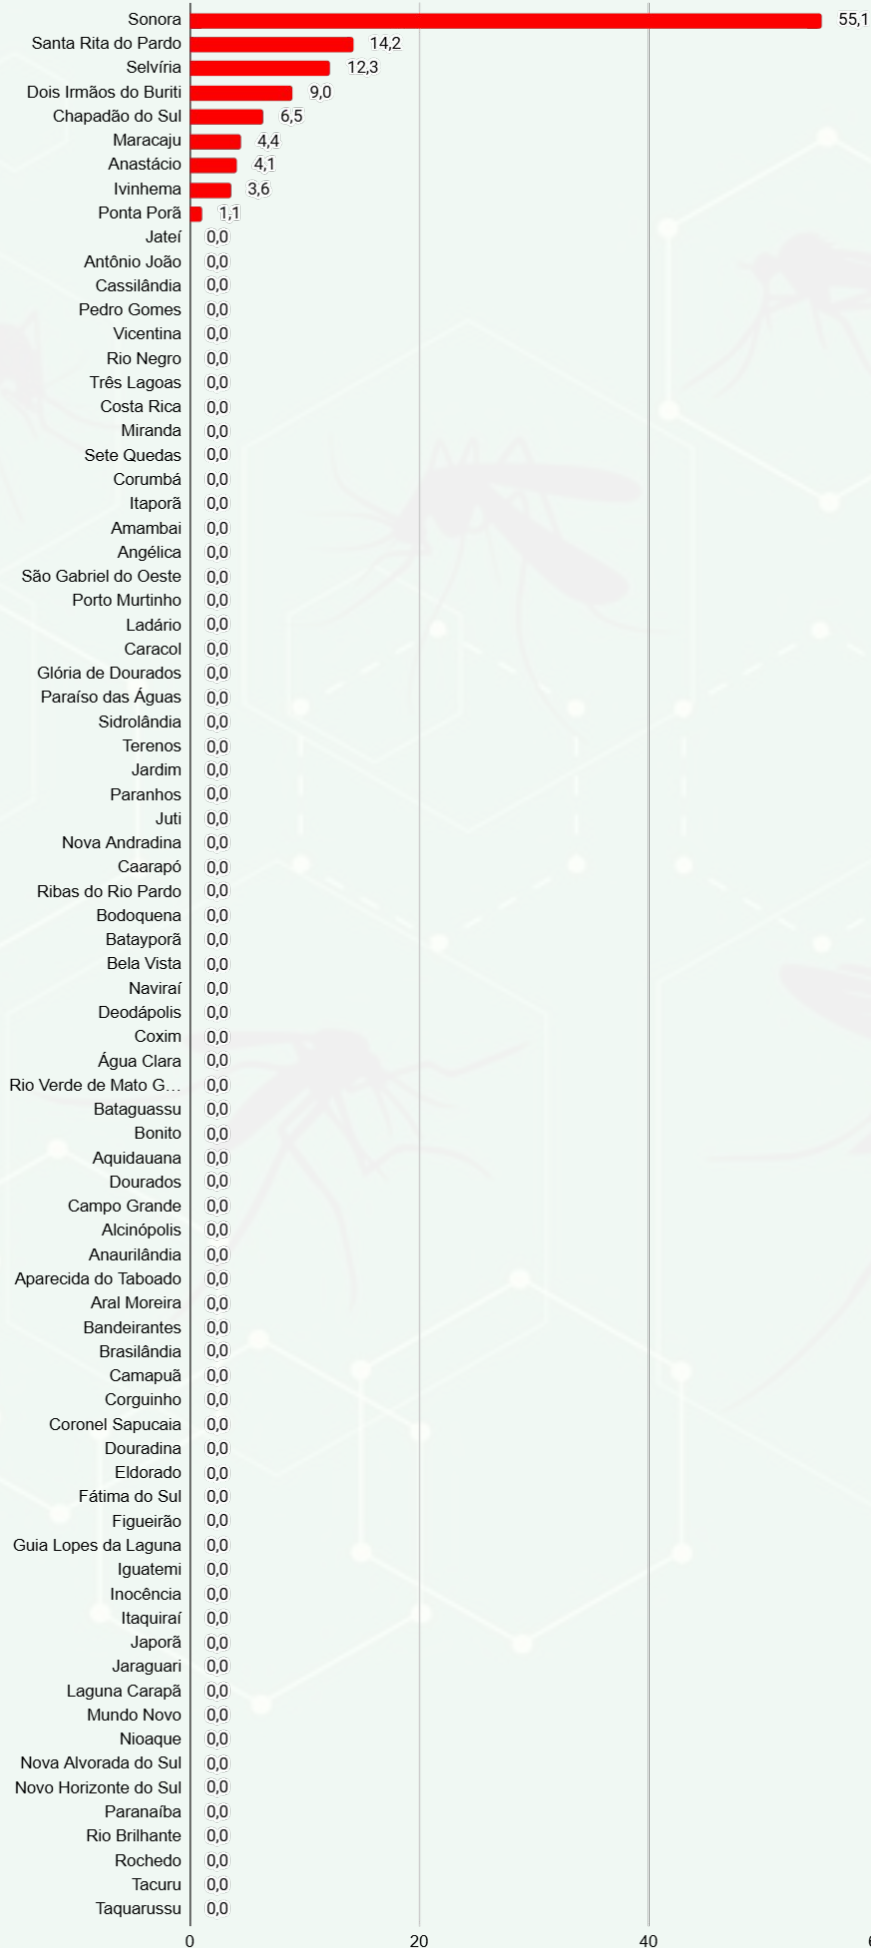 Sonora 55,1
Santa Rita do Pardo 14,2
Selvíria 12,3
Dois Irmãos do Buriti 9,0
Chapadão do Sul 6,5
Maracaju 4,4
Anastácio 4,1
Ivinhema 3,6
Ponta Porã 1,1
Jateí 0,0
Antônio João 0,0
Cassilândia 0,0
Pedro Gomes 0,0
Vicentina 0,0
Rio Negro 0,0
Três Lagoas 0,0
Costa Rica 0,0
Miranda 0,0
Sete Quedas 0,0
Corumbá 0,0
Itaporã 0,0
Amambai 0,0
Angélica 0,0
São Gabriel do Oeste 0,0
Porto Murtinho 0,0
Ladário 0,0
Caracol 0,0
Glória de Dourados 0,0
Paraíso das Águas 0,0
Sidrolândia 0,0
Terenos 0,0
Jardim 0,0
Paranhos 0,0
Juti 0,0
Nova Andradina 0,0
Caarapó 0,0
Ribas do Rio Pardo 0,0
Bodoquena 0,0
Batayporã 0,0
Bela Vista 0,0
Naviraí 0,0
Deodápolis 0,0
Coxim 0,0
Água Clara 0,0
Rio Verde de Mato G… 0,0
Bataguassu 0,0
Bonito 0,0
Aquidauana 0,0
Dourados 0,0
Campo Grande 0,0
Alcinópolis 0,0
Anaurilândia 0,0
Aparecida do Taboado 0,0
Aral Moreira 0,0
Bandeirantes 0,0
Brasilândia 0,0
Camapuã 0,0
Corguinho 0,0
Coronel Sapucaia 0,0
Douradina 0,0
Eldorado 0,0
Fátima do Sul 0,0
Figueirão 0,0
Guia Lopes da Laguna 0,0
Iguatemi 0,0
Inocência 0,0
Itaquiraí 0,0
Japorã 0,0
Jaraguari 0,0
Laguna Carapã 0,0
Mundo Novo 0,0
Nioaque 0,0
Nova Alvorada do Sul 0,0
Novo Horizonte do Sul 0,0
Paranaíba 0,0
Rio Brilhante 0,0
Rochedo 0,0
Tacuru 0,0
Taquarussu 0,0
0 20 40